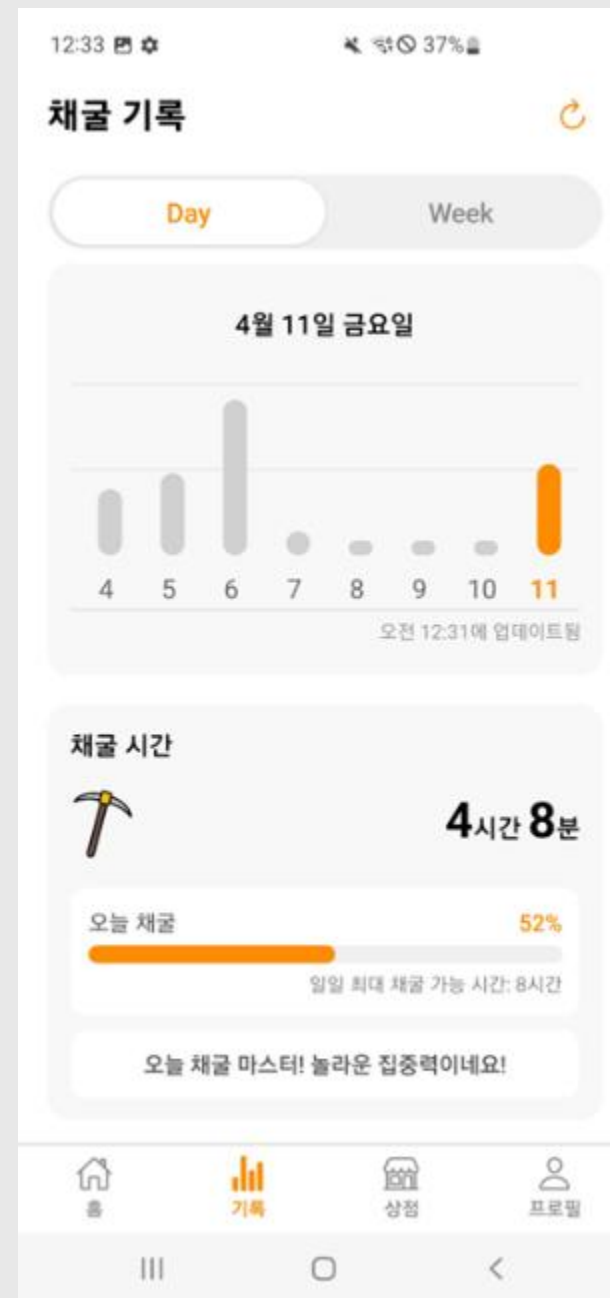 12:33 37%
채굴 기록
Day Week
4월 11일 금요일
4 5 6 7 8 9 10 11
오전 12:31에 업데이트됨
채굴 시간
4시간 8분
오늘 채굴 52%
일일 최대 채굴 가능 시간: 8시간
오늘 채굴 마스터! 놀라운 집중력이네요!
홈 기록 상점 프로필